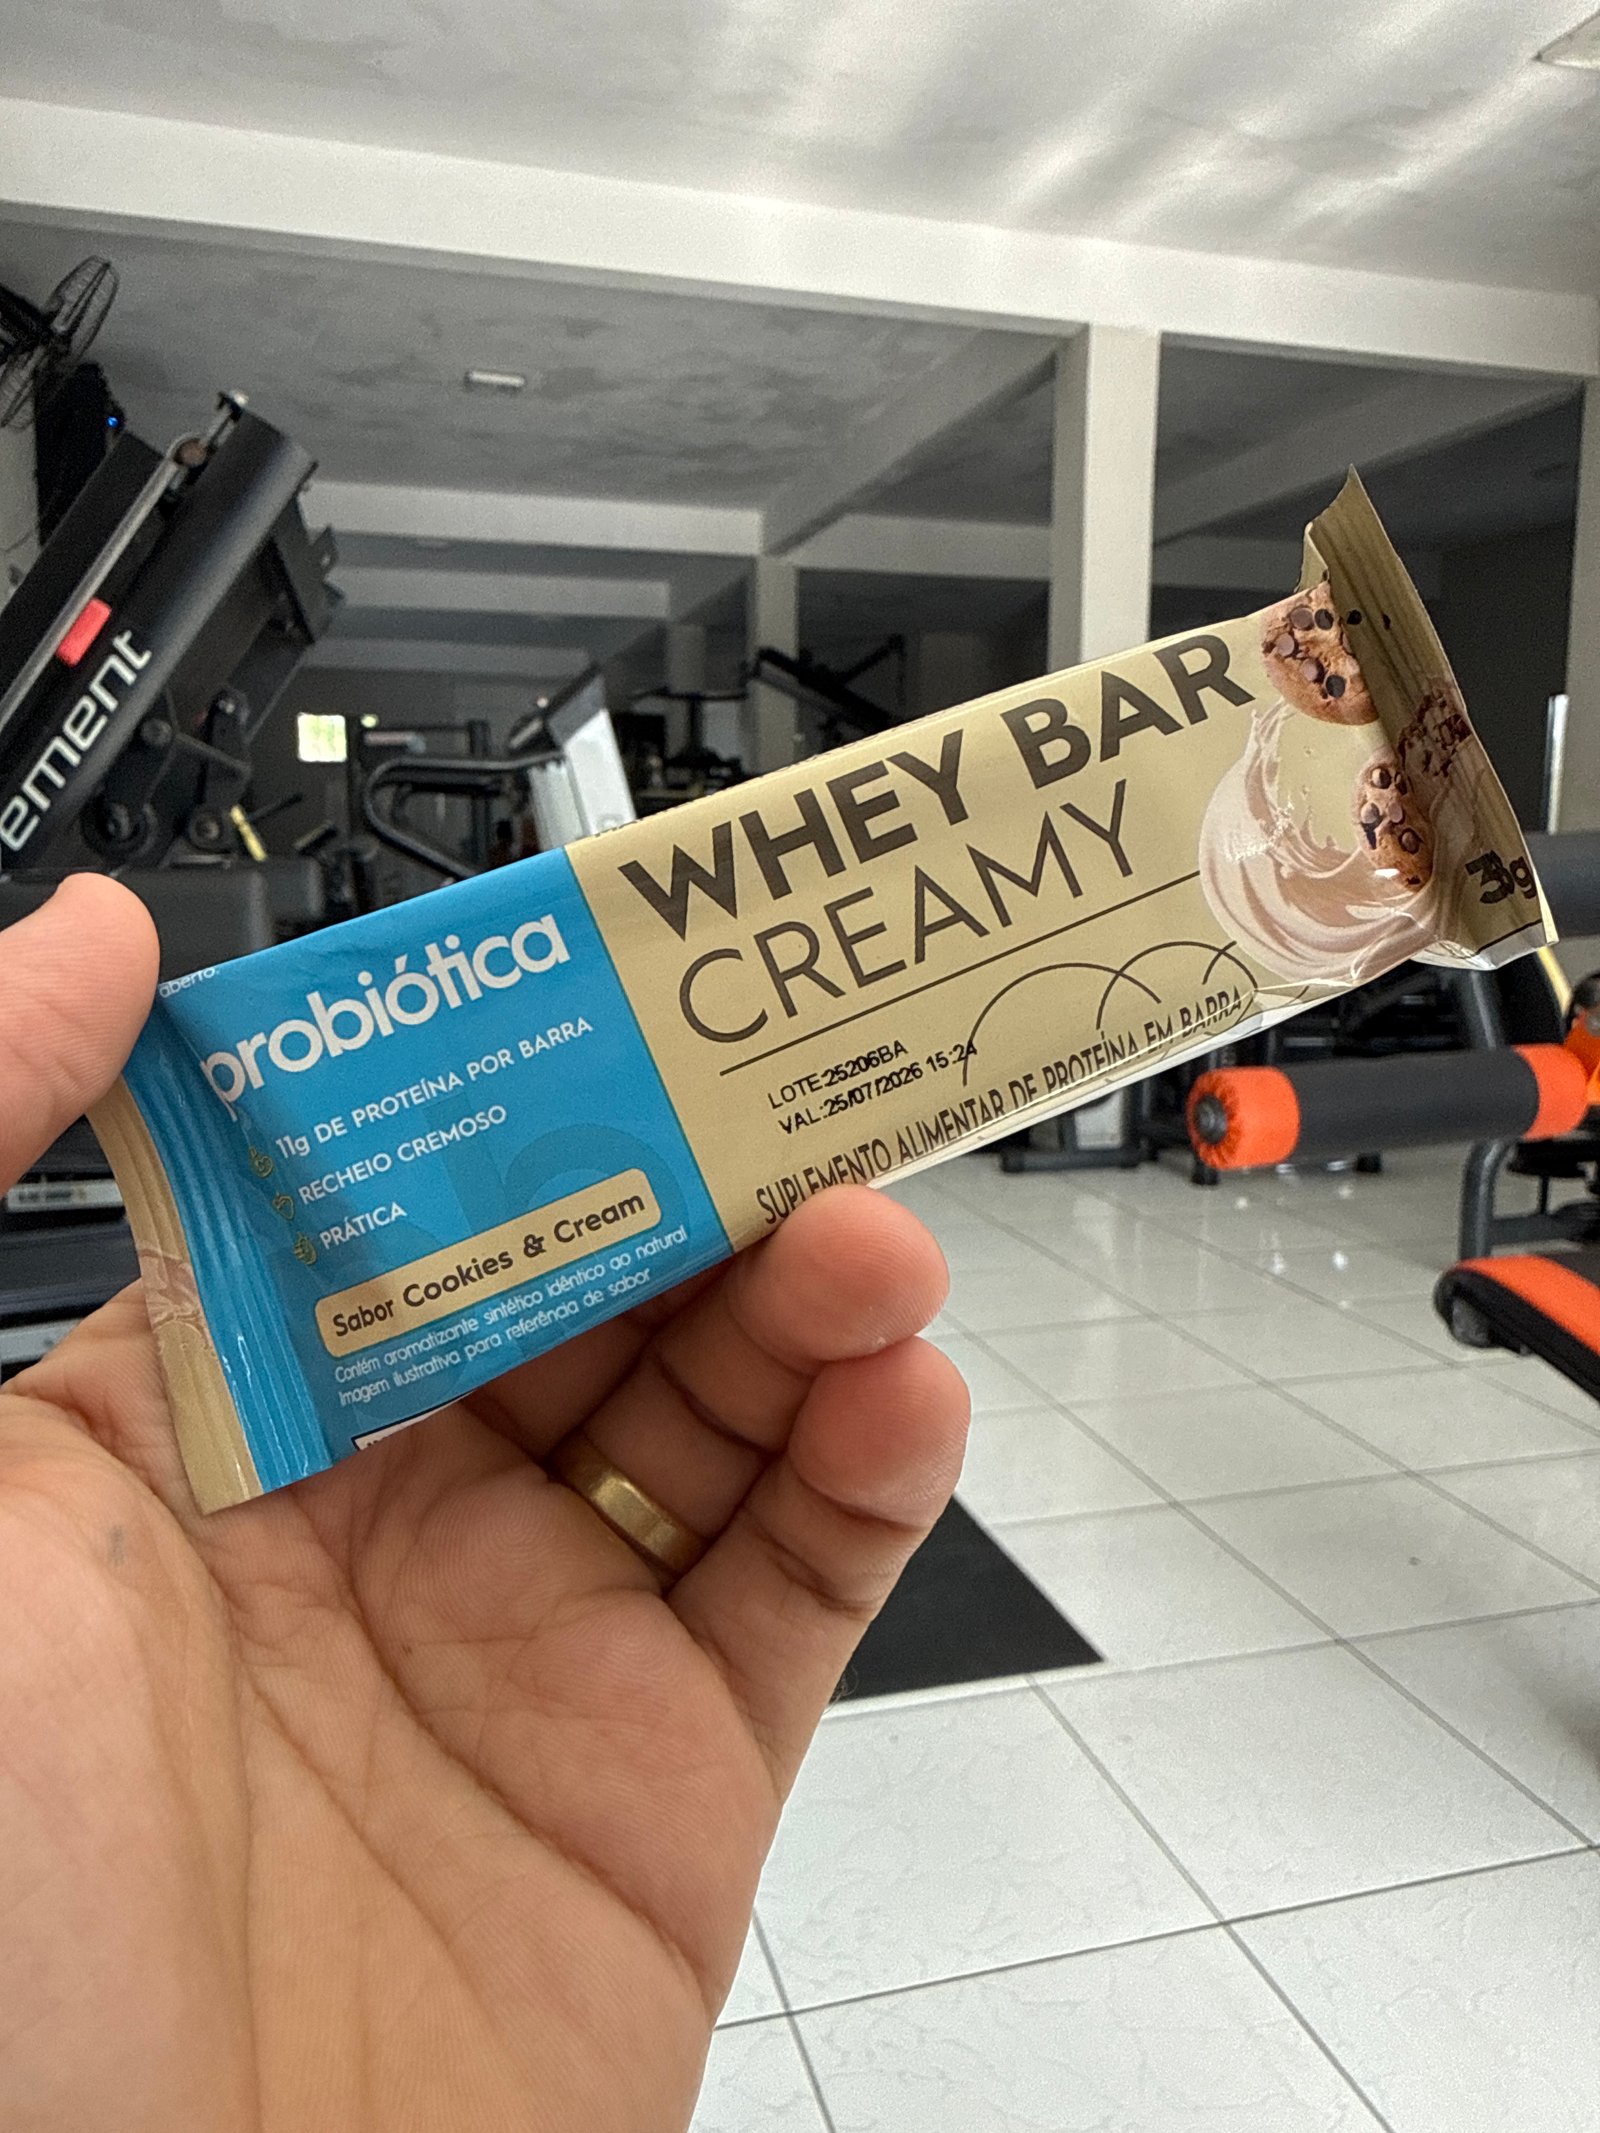 ement
aberto.
probiótica
11g DE PROTEÍNA POR BARRA
RECHEIO CREMOSO
PRÁTICA
Sabor Cookies & Cream
Contém aromatizante sintético idêntico ao natural
Imagem ilustrativa para referência de sabor
WHEY BAR
CREAMY
LOTE:25206BA
VAL.:25/07/2026 15:24
SUPLEMENTO ALIMENTAR DE PROTEÍNA EM BARRA